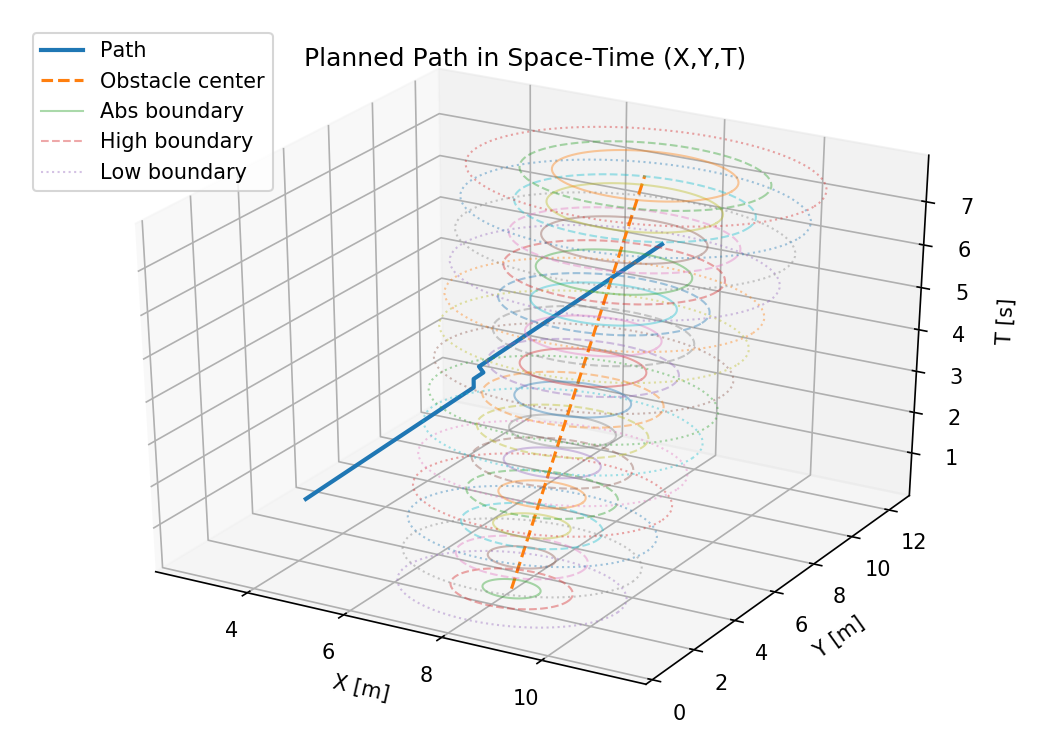 Planned Path in Space-Time (X,Y,T)
Path
Obstacle center
Abs boundary
High boundary
Low boundary
7
6
5
4
3
2
1
T [s]
12
10
8
6
4
2
0
Y [m]
4
6
8
10
X [m]